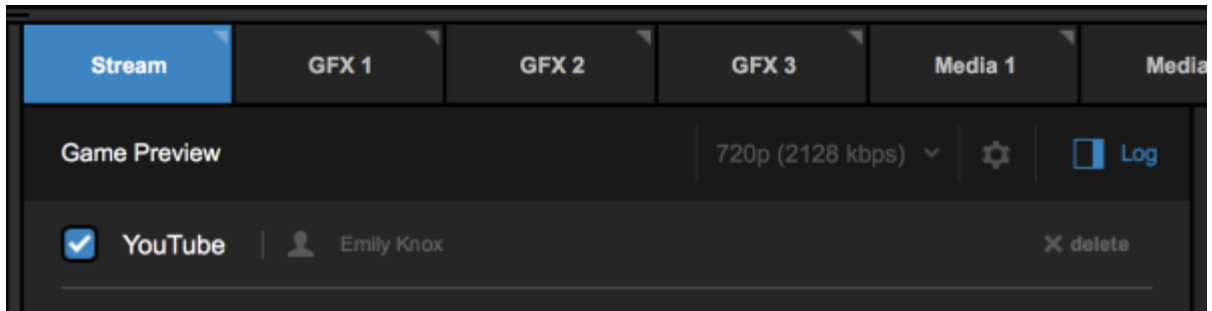 Stream GFX 1 GFX 2 GFX 3 Media 1 Media
Game Preview 720p (2128 kbps) Log
YouTube Emily Knox delete